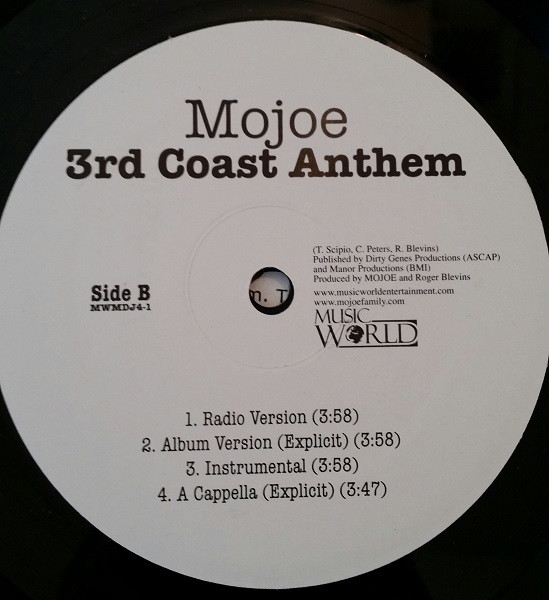 Mojoe
3rd Coast Anthem
(T. Scipio, C. Peters, R. Blevins)
Published by Dirty Genes Productions (ASCAP)
and Manor Productions (BMI)
Produced by MOJOE and Roger Blevins
www.musicworldentertainment.com
www.mojoefamily.com
MUSIC
WORLD
Side B
MWMDJ4-1
n. T
1. Radio Version (3:58)
2. Album Version (Explicit) (3:58)
3. Instrumental (3:58)
4. A Cappella (Explicit) (3:47)